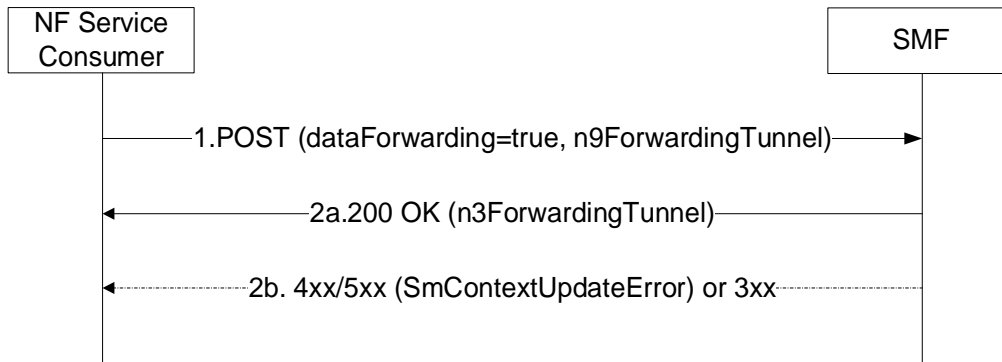 NF Service
Consumer
SMF
1.POST (dataForwarding=true, n9ForwardingTunnel)
2a.200 OK (n3ForwardingTunnel)
2b. 4xx/5xx (SmContextUpdateError) or 3xx